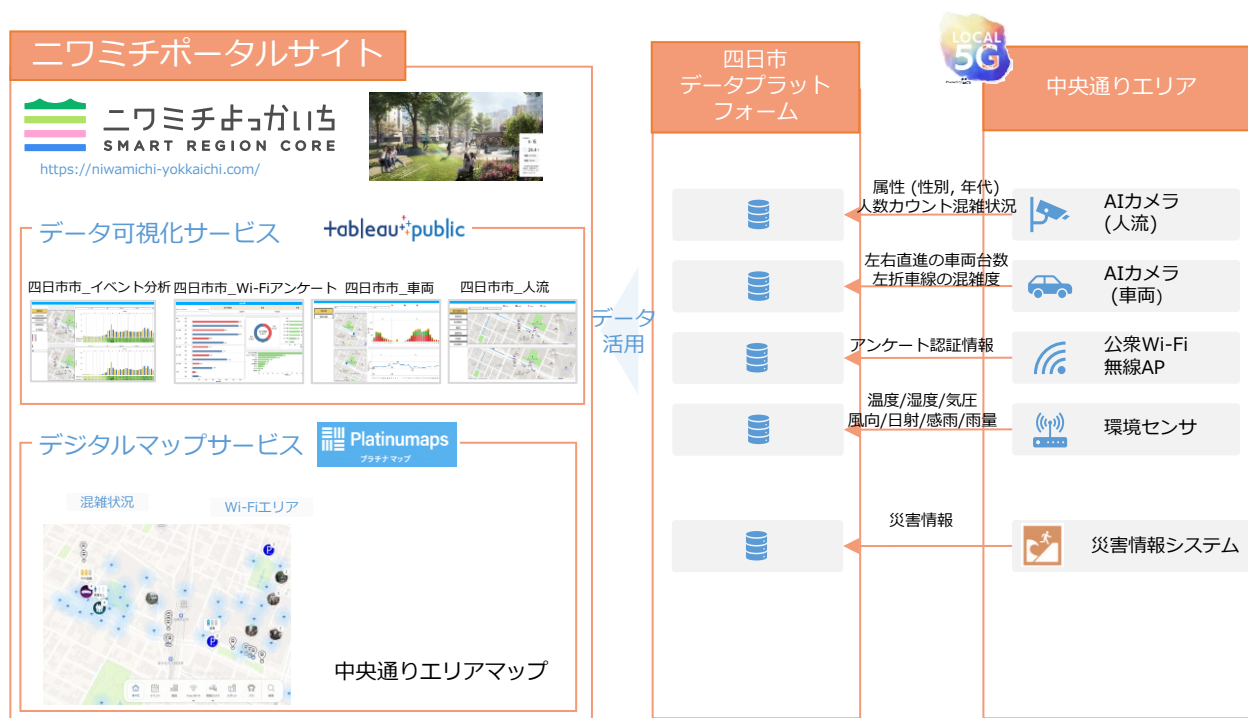 ニワミチポータルサイト
ニワミチよっかいち
SMART REGION CORE
https://niwamichi-yokkaichi.com/
データ可視化サービス
+ableau public
四日市市_イベント分析
四日市市_Wi-Fiアンケート
四日市市_車両
四日市市_人流
デジタルマップサービス
Platinumaps
プラチナ マップ
混雑状況
Wi-Fiエリア
中央通りエリアマップ
データ
活用
四日市
データプラット
フォーム
LOCAL
5G
中央通りエリア
属性 (性別, 年代)
人数カウント混雑状況
AIカメラ
(人流)
左右直進の車両台数
左折車線の混雑度
AIカメラ
(車両)
アンケート認証情報
公衆Wi-Fi
無線AP
温度/湿度/気圧
風向/日射/感雨/雨量
環境センサ
災害情報
災害情報システム